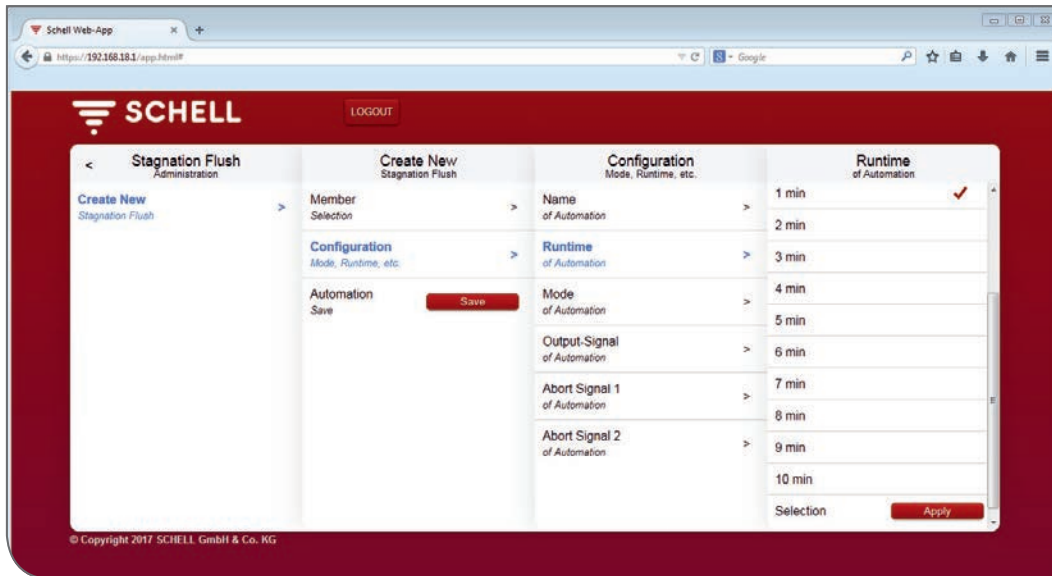 Schell Web-App
https://192.168.18.1/app.html#
Google
SCHELL
LOGOUT
< Stagnation Flush
Administration
Create New >
Stagnation Flush
Create New
Stagnation Flush
Member >
Selection
Configuration >
Mode, Runtime, etc.
Automation
Save
Save
Configuration
Mode, Runtime, etc.
Name >
of Automation
Runtime >
of Automation
Mode >
of Automation
Output-Signal >
of Automation
Abort Signal 1 >
of Automation
Abort Signal 2 >
of Automation
Runtime
of Automation
1 min
2 min
3 min
4 min
5 min
6 min
7 min
8 min
9 min
10 min
Selection Apply
© Copyright 2017 SCHELL GmbH & Co. KG